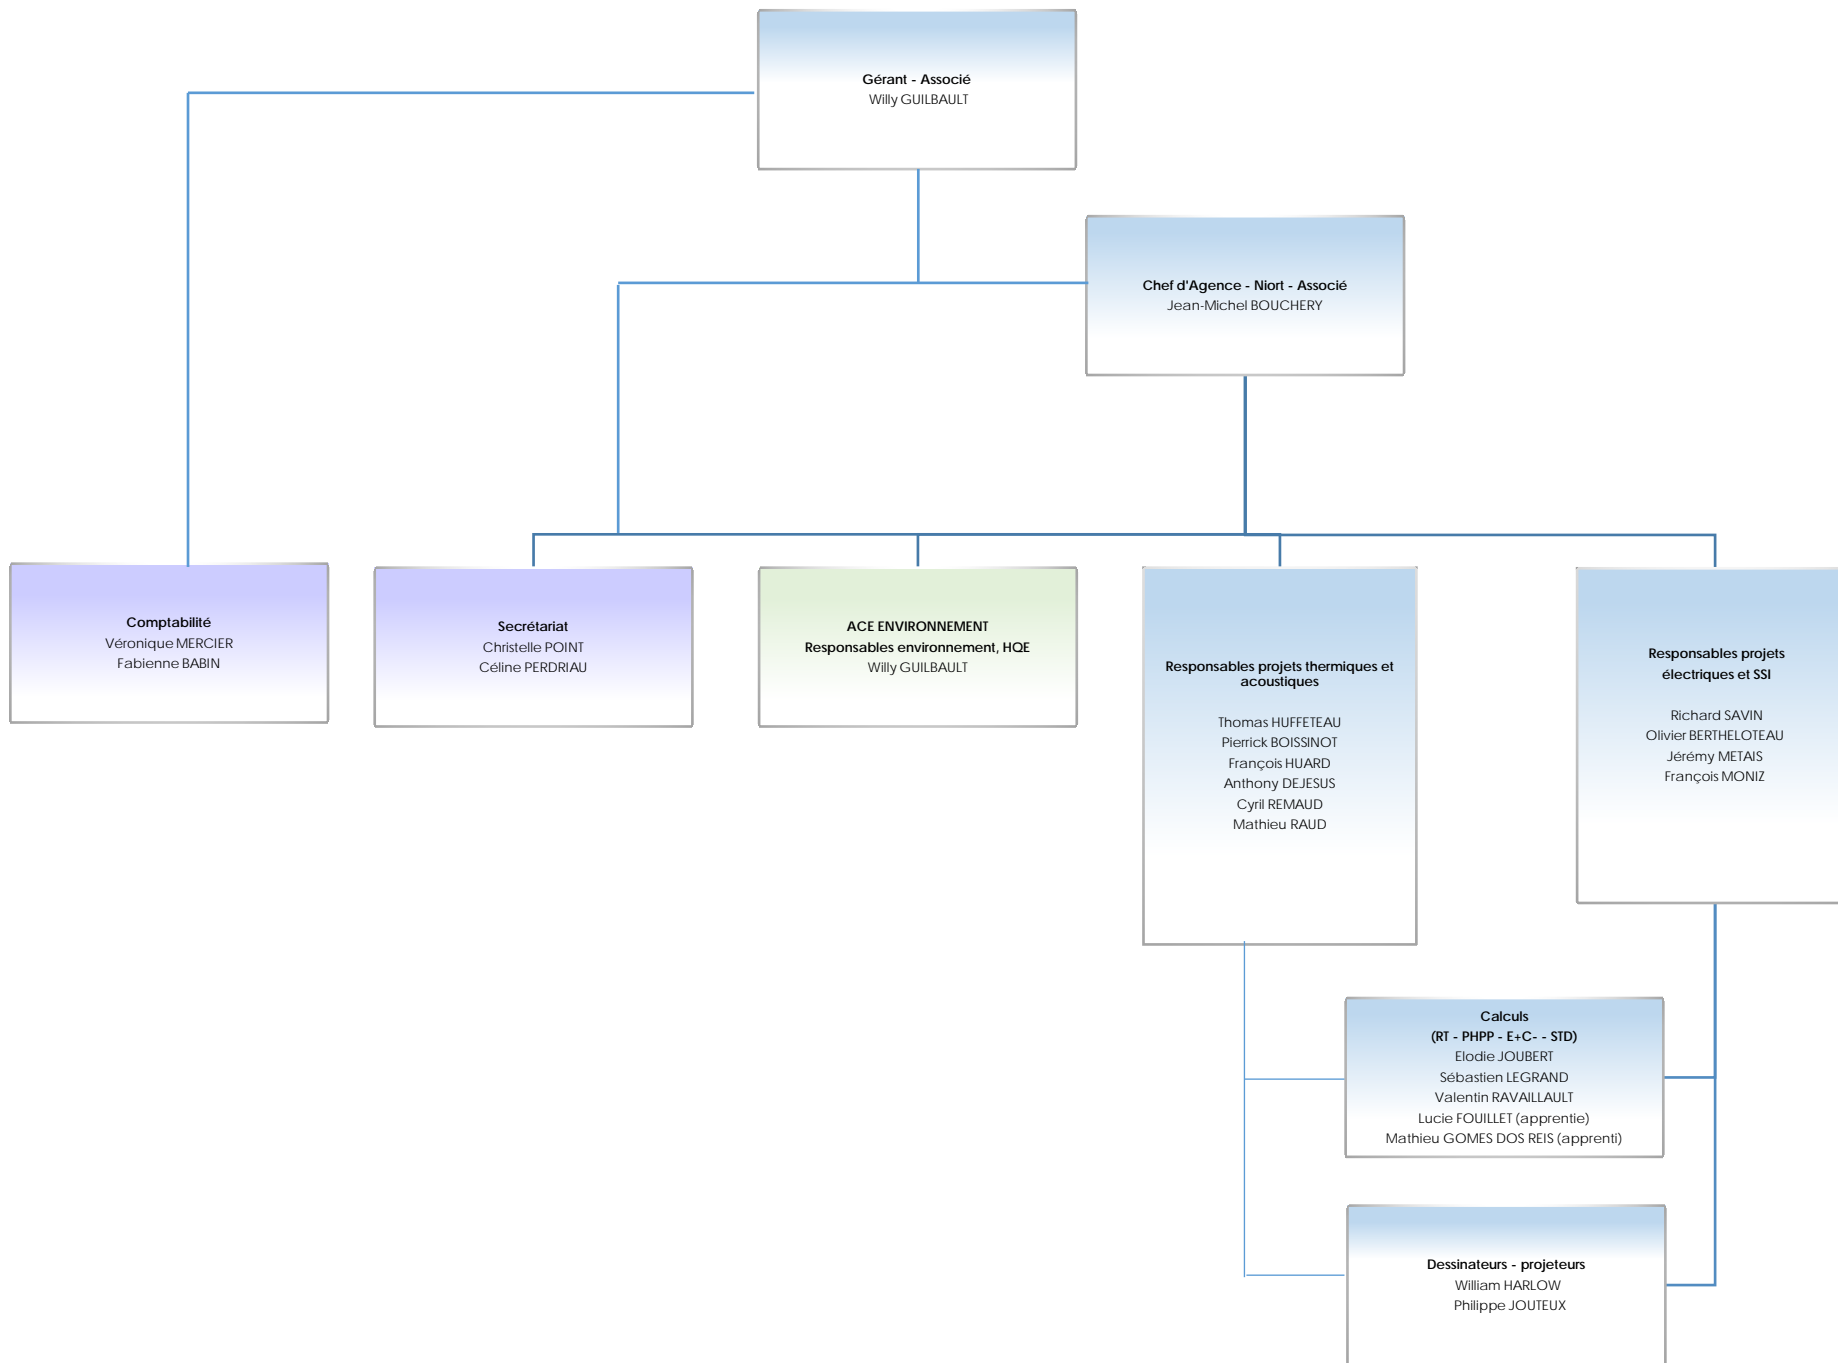 Gérant - Associé
Willy GUILBAULT
Chef d'Agence - Niort - Associé
Jean-Michel BOUCHERY
Comptabilité
Véronique MERCIER
Fabienne BABIN
Secrétariat
Christelle POINT
Céline PERDRIAU
ACE ENVIRONNEMENT
Responsables environnement, HQE
Willy GUILBAULT
Responsables projets thermiques et
acoustiques
Thomas HUFFETEAU
Pierrick BOISSINOT
François HUARD
Anthony DEJESUS
Cyril REMAUD
Mathieu RAUD
Responsables projets
électriques et SSI
Richard SAVIN
Olivier BERTHELOTEAU
Jérémy METAIS
François MONIZ
Calculs
(RT - PHPP - E+C- - STD)
Elodie JOUBERT
Sébastien LEGRAND
Valentin RAVAILLAULT
Lucie FOUILLET (apprentie)
Mathieu GOMES DOS REIS (apprenti)
Dessinateurs - projeteurs
William HARLOW
Philippe JOUTEUX